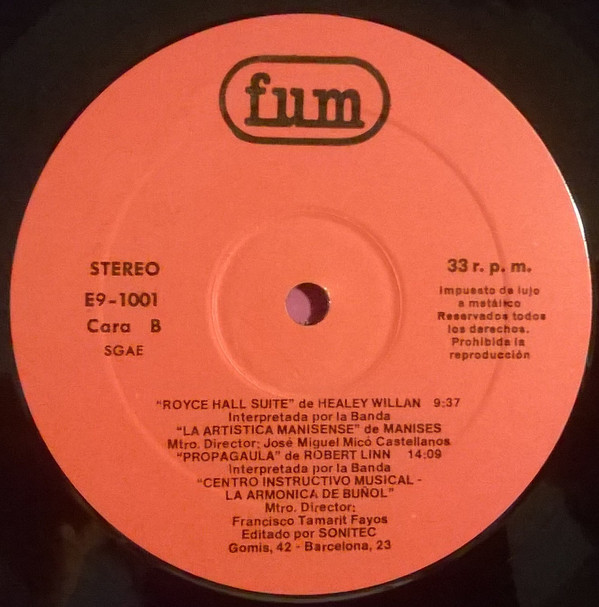 fum
STEREO
E9-1001
Cara B
SGAE
33 r. p. m.
Impuesto de lujo
a metálico
Reservados todos
los derechos.
Prohibida la
reproducción
"ROYCE HALL SUITE" de HEALEY WILLAN 9:37
Interpretada por la Banda
"LA ARTISTICA MANISENSE" de MANISES
Mtro. Director: José Miguel Micó Castellanos
"PROPAGAULA" de ROBERT LINN 14:09
Interpretada por la Banda
"CENTRO INSTRUCTIVO MUSICAL -
LA ARMONICA DE BUÑOL"
Mtro. Director:
Francisco Tamarit Fayos
Editado por SONITEC
Gomis, 42 - Barcelona, 23